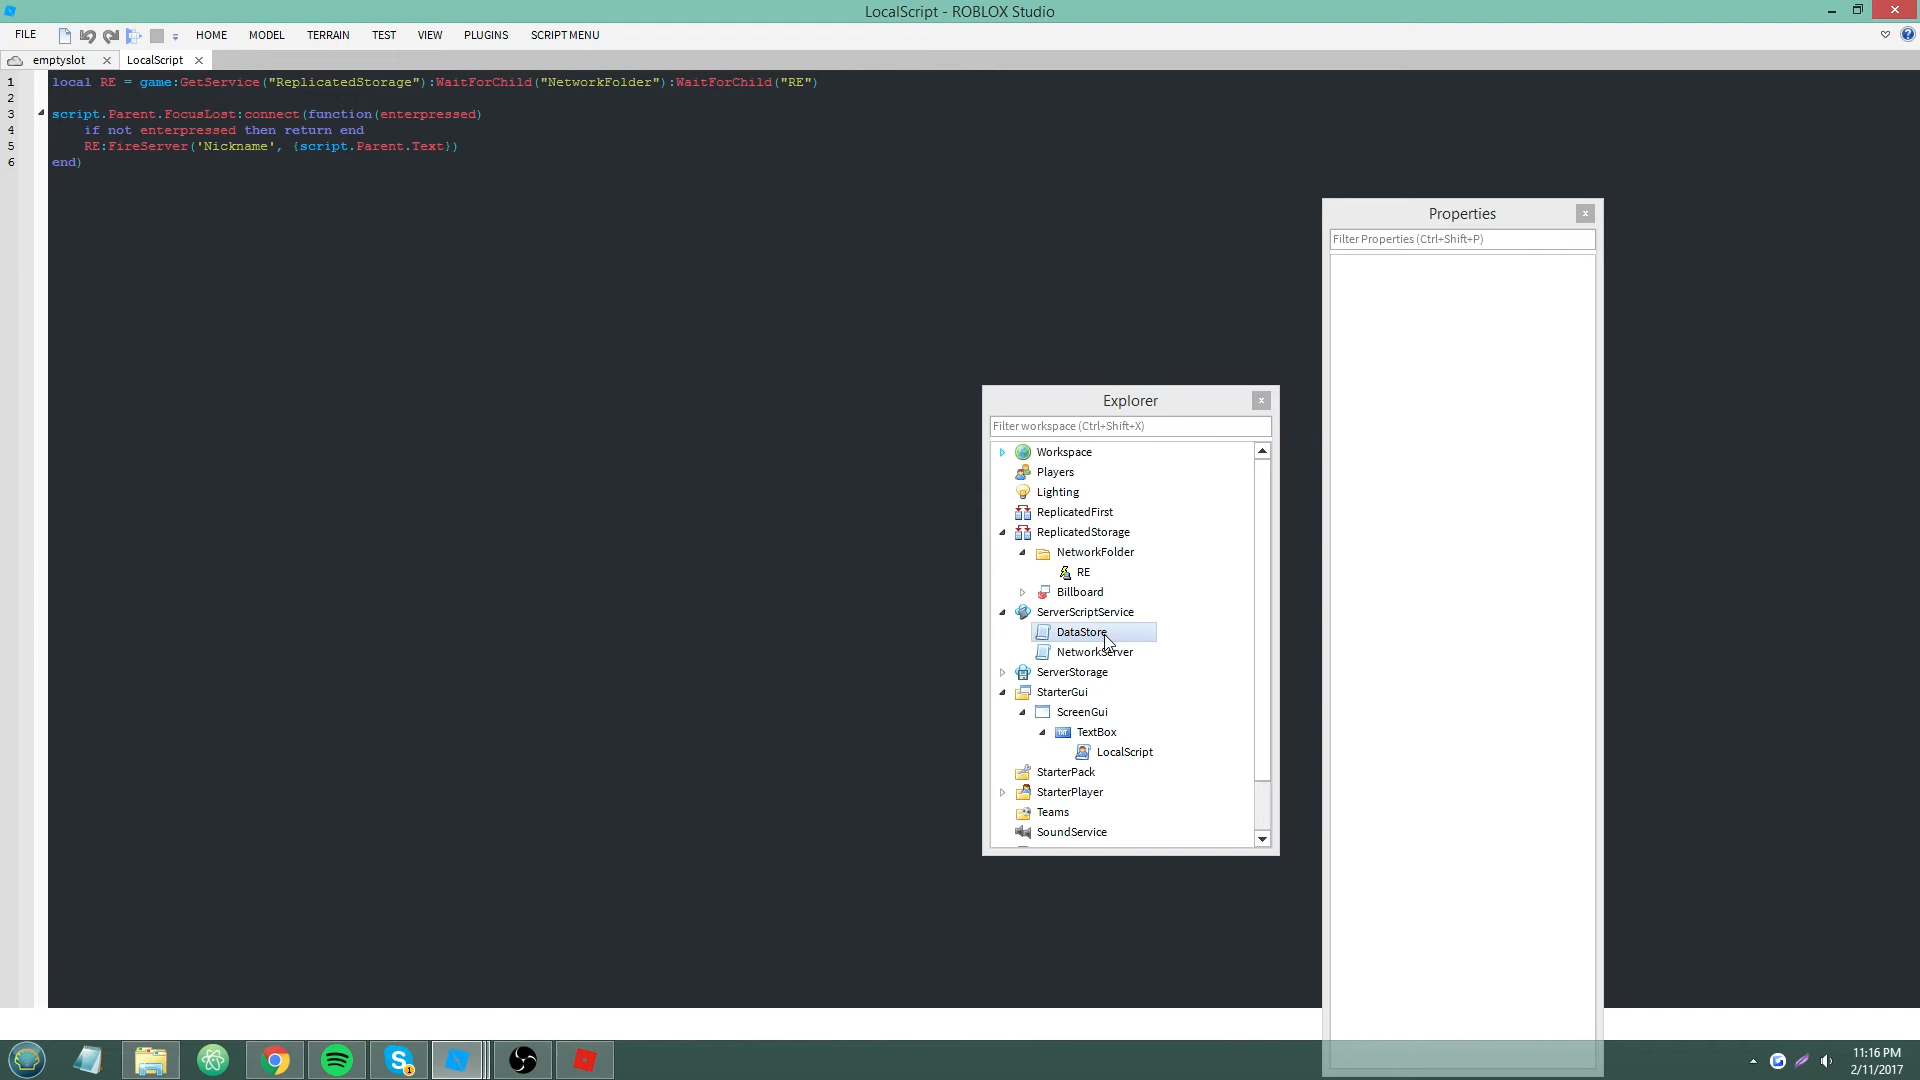 LocalScript - ROBLOX Studio
FILE HOME MODEL TERRAIN TEST VIEW PLUGINS SCRIPT MENU
emptyslot LocalScript
1 local RE = game:GetService("ReplicatedStorage"):WaitForChild("NetworkFolder"):WaitForChild("RE")
2
3 script.Parent.FocusLost:connect(function(enterpressed)
4 if not enterpressed then return end
5 RE:FireServer('Nickname', {script.Parent.Text})
6 end)
Properties
Filter Properties (Ctrl+Shift+P)
Explorer
Filter workspace (Ctrl+Shift+X)
Workspace
Players
Lighting
ReplicatedFirst
ReplicatedStorage
NetworkFolder
RE
Billboard
ServerScriptService
DataStore
NetworkServer
ServerStorage
StarterGui
ScreenGui
TextBox
LocalScript
StarterPack
StarterPlayer
Teams
SoundService
11:16 PM
2/11/2017